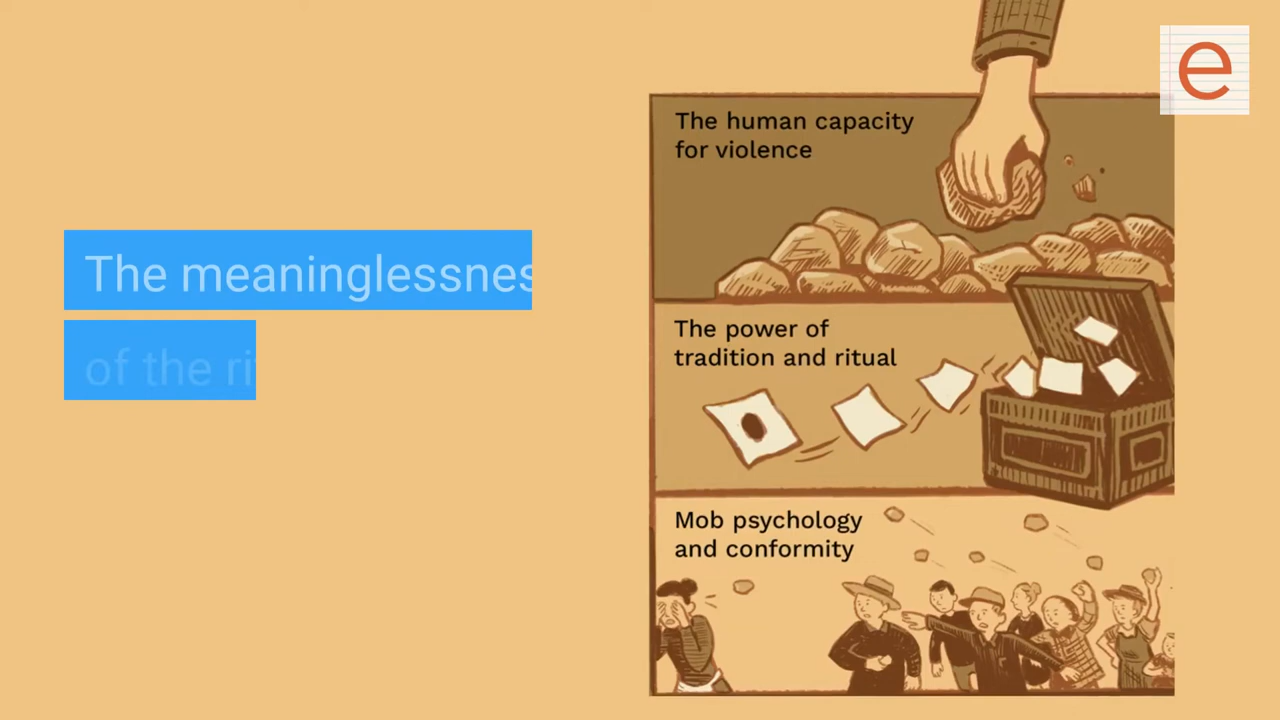 The meaninglessnes
of the ri
The human capacity
for violence
The power of
tradition and ritual
Mob psychology
and conformity
e